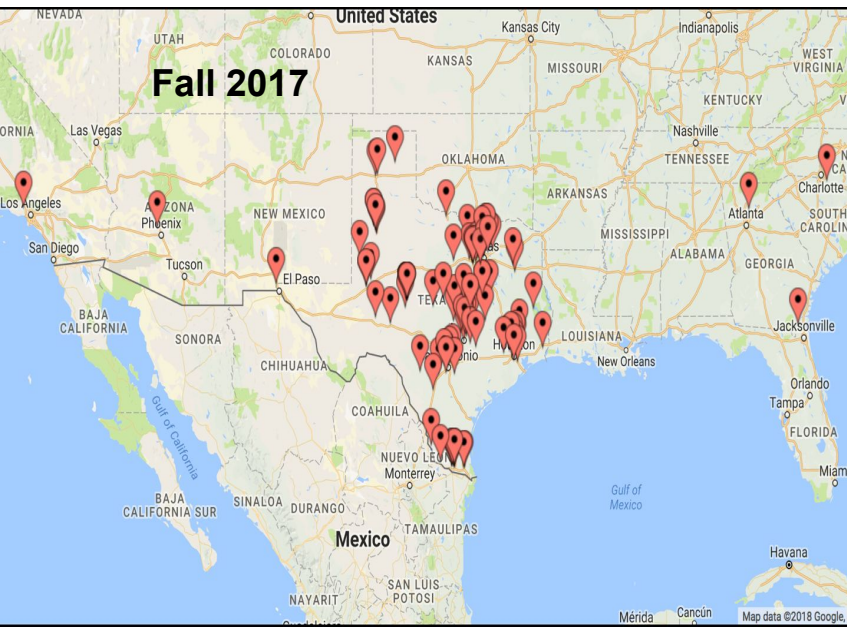 NEVADA
United States
Kansas City
Indianapolis
UTAH
Fall 2017
COLORADO
KANSAS
MISSOURI
WEST
VIRGINIA
KENTUCKY
Las Vegas
Nashville
OKLAHOMA
TENNESSEE
Charlotte
Los Angeles
ARKANSAS
Phoenix
NEW MEXICO
Atlanta
MISSISSIPPI
SOUTH
CAROLIN
San Diego
ALABAMA
GEORGIA
Tucson
El Paso
BAJA
CALIFORNIA
SONORA
LOUISIANA
Jacksonville
New Orleans
CHIHUAHUA
Orlando
Tampa
COAHUILA
Gulf of California
FLORIDA
NUEVO LEÓN
Monterrey
Miam
Gulf of
Mexico
BAJA
CALIFORNIA SUR
SINALOA
DURANGO
TAMAULIPAS
Mexico
Havana
SAN LUIS
POTOSI
NAYARIT
Mérida
Cancún
Map data ©2018 Google,